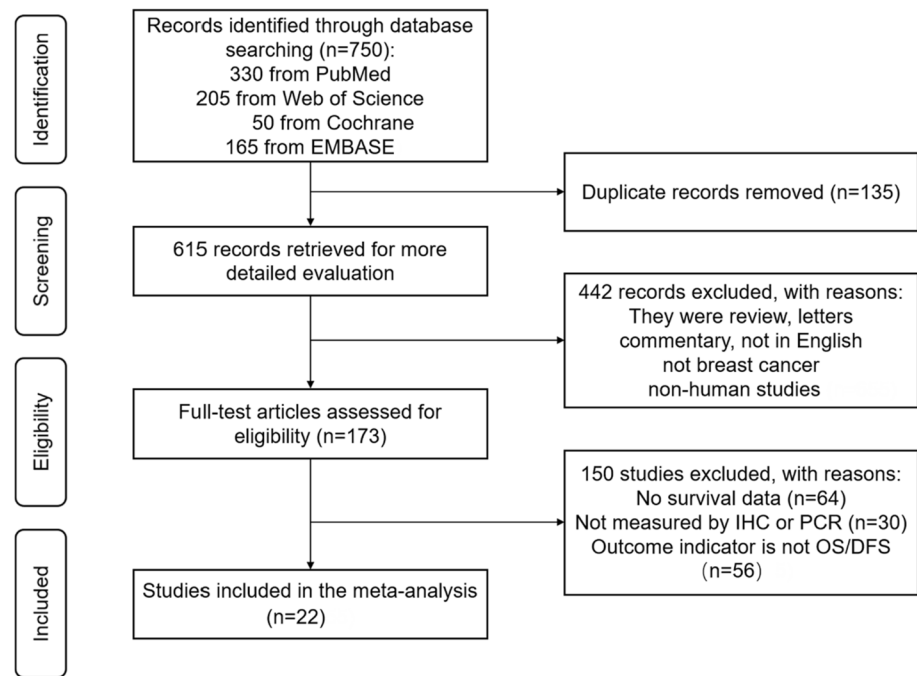 Identification
Records identified through database
searching (n=750):
330 from PubMed
205 from Web of Science
50 from Cochrane
165 from EMBASE
Duplicate records removed (n=135)
Screening
615 records retrieved for more
detailed evaluation
442 records excluded, with reasons:
They were review, letters
commentary, not in English
not breast cancer
non-human studies
Eligibility
Full-test articles assessed for
eligibility (n=173)
150 studies excluded, with reasons:
No survival data (n=64)
Not measured by IHC or PCR (n=30)
Outcome indicator is not OS/DFS
(n=56)
Included
Studies included in the meta-analysis
(n=22)